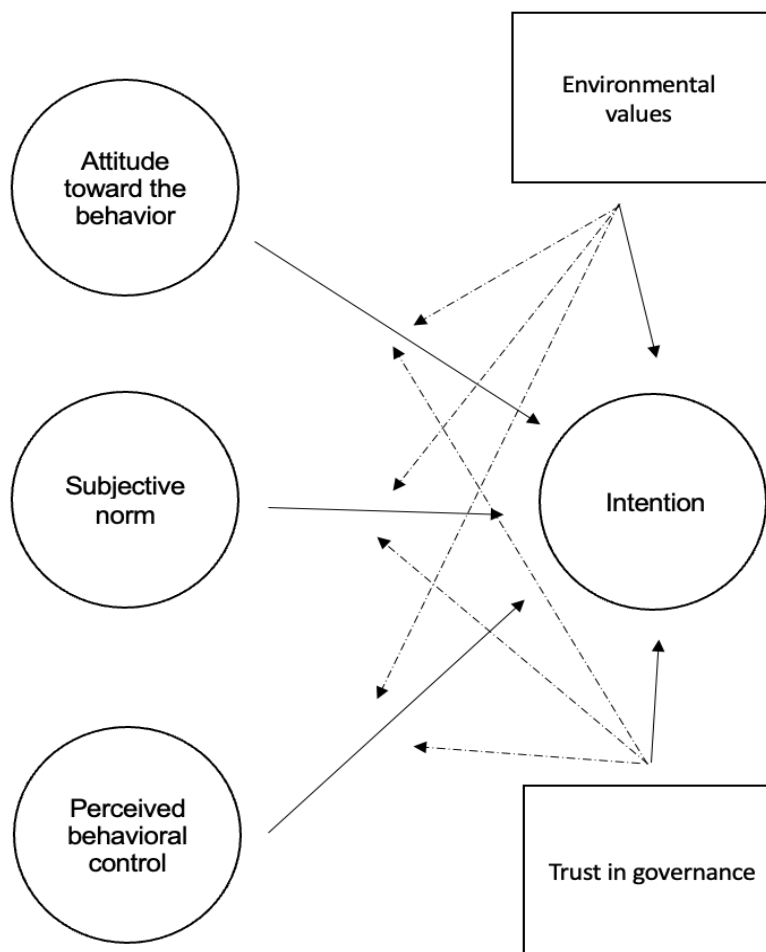 Environmental
values
Attitude
toward the
behavior
Subjective
norm
Intention
Perceived
behavioral
control
Trust in governance